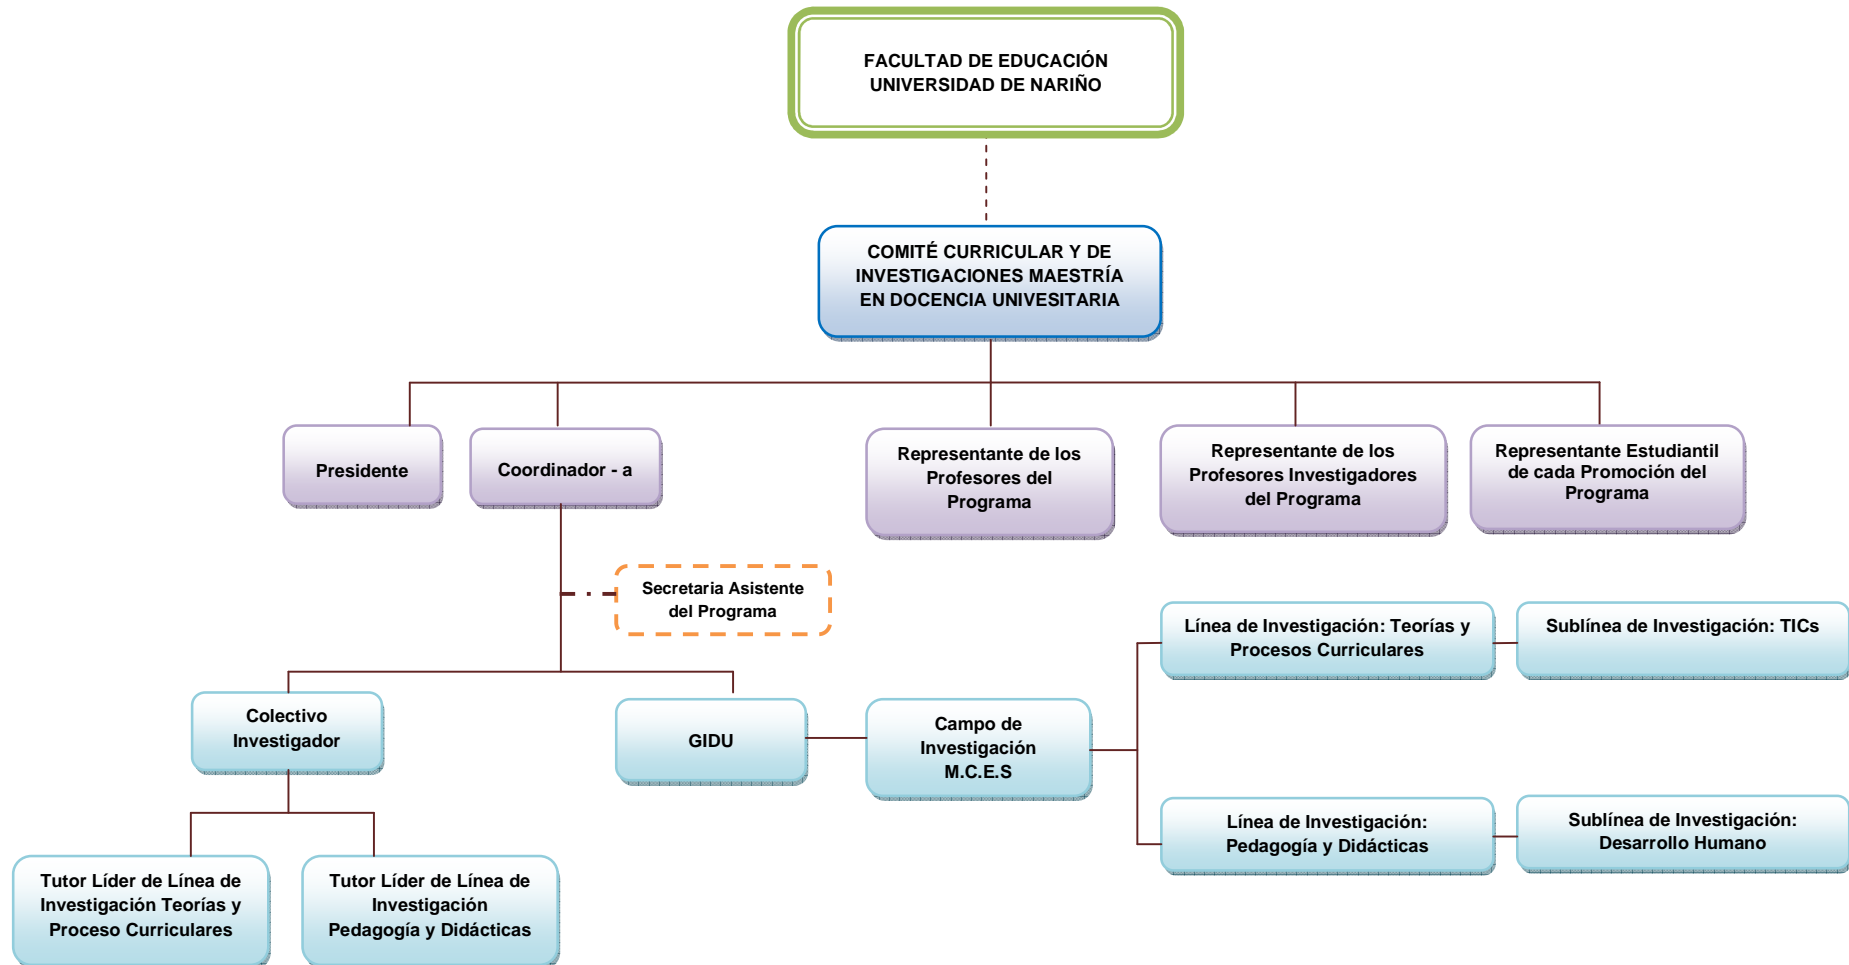 FACULTAD DE EDUCACIÓN
UNIVERSIDAD DE NARIÑO
COMITÉ CURRICULAR Y DE
INVESTIGACIONES MAESTRÍA
EN DOCENCIA UNIVESITARIA
Presidente
Coordinador - a
Representante de los
Profesores del
Programa
Representante de los
Profesores Investigadores
del Programa
Representante Estudiantil
de cada Promoción del
Programa
Secretaria Asistente
del Programa
Colectivo
Investigador
GIDU
Campo de
Investigación
M.C.E.S
Línea de Investigación: Teorías y
Procesos Curriculares
Sublínea de Investigación: TICs
Línea de Investigación:
Pedagogía y Didácticas
Sublínea de Investigación:
Desarrollo Humano
Tutor Líder de Línea de
Investigación Teorías y
Proceso Curriculares
Tutor Líder de Línea de
Investigación
Pedagogía y Didácticas